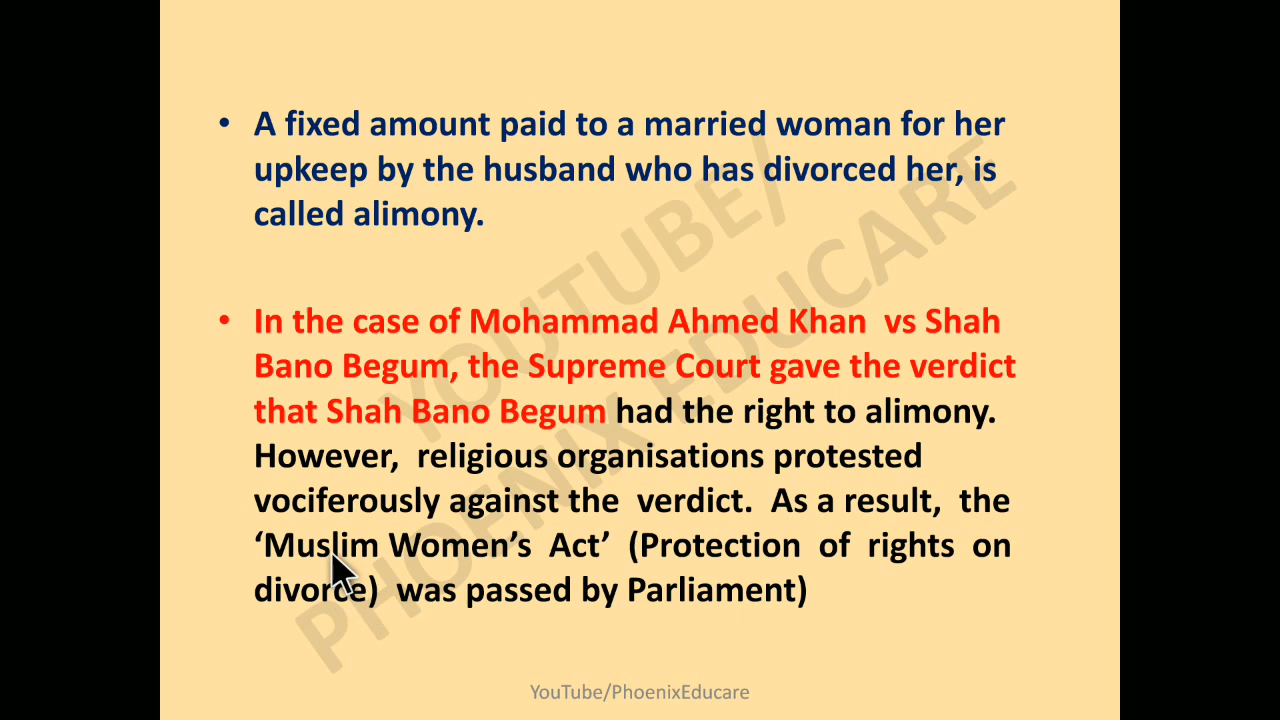 • A fixed amount paid to a married woman for her
upkeep by the husband who has divorced her, is
called alimony.
• In the case of Mohammad Ahmed Khan vs Shah
Bano Begum, the Supreme Court gave the verdict
that Shah Bano Begum had the right to alimony.
However, religious organisations protested
vociferously against the verdict. As a result, the
‘Muslim Women’s Act’ (Protection of rights on
divorce) was passed by Parliament)
YOUTUBE/
PHOENIX EDUCARE
YouTube/PhoenixEducare